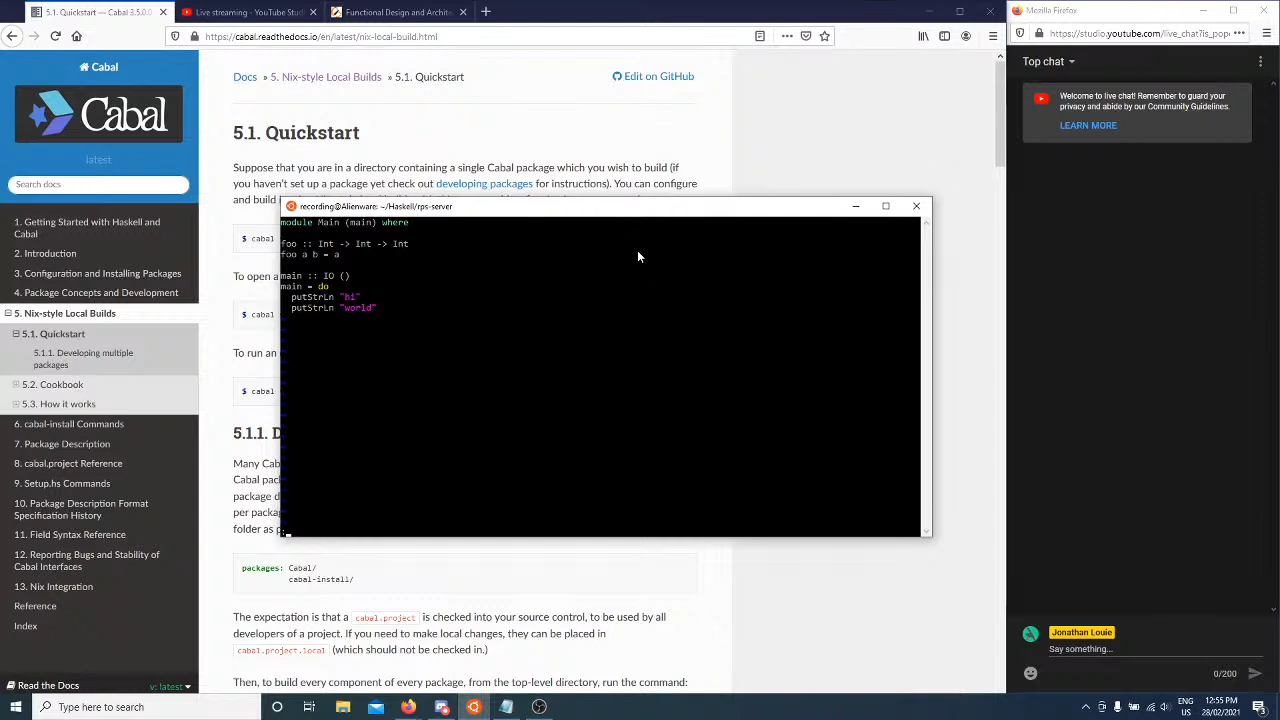 5.1. Quickstart — Cabal 3.5.0.0
Live streaming - YouTube Stud
Functional Design and Archite
https://cabal.readthedocs.io/en/latest/nix-local-build.html
Cabal
Cabal
latest
Search docs
1. Getting Started with Haskell and
Cabal
2. Introduction
3. Configuration and Installing Packages
4. Package Concepts and Development
5. Nix-style Local Builds
5.1. Quickstart
5.1.1. Developing multiple
packages
5.2. Cookbook
5.3. How it works
6. cabal-install Commands
7. Package Description
8. cabal.project Reference
9. Setup.hs Commands
10. Package Description Format
Specification History
11. Field Syntax Reference
12. Reporting Bugs and Stability of
Cabal Interfaces
13. Nix Integration
Reference
Index
Read the Docs
v: latest
Docs » 5. Nix-style Local Builds » 5.1. Quickstart
Edit on GitHub
5.1. Quickstart
Suppose that you are in a directory containing a single Cabal package which you wish to build (if
you haven't set up a package yet check out developing packages for instructions). You can configure
and build
$ cabal
To open a
$ cabal
To run an
$ cabal
5.1.1. D
Many Cab
Cabal pac
package d
per packa
folder as p
packages: Cabal/
cabal-install/
The expectation is that a cabal.project is checked into your source control, to be used by all
developers of a project. If you need to make local changes, they can be placed in
cabal.project.local (which should not be checked in.)
Then, to build every component of every package, from the top-level directory, run the command:
recording@Alienware: ~/Haskell/rps-server
module Main (main) where
foo :: Int -> Int -> Int
foo a b = a
main :: IO ()
main = do
putStrLn "hi"
putStrLn "world"
:
Mozilla Firefox
https://studio.youtube.com/live_chat?is_pop
Top chat
Welcome to live chat! Remember to guard your
privacy and abide by our Community Guidelines.
LEARN MORE
Jonathan Louie
Say something...
0/200
Type here to search
ENG
US
12:55 PM
28/02/2021
3